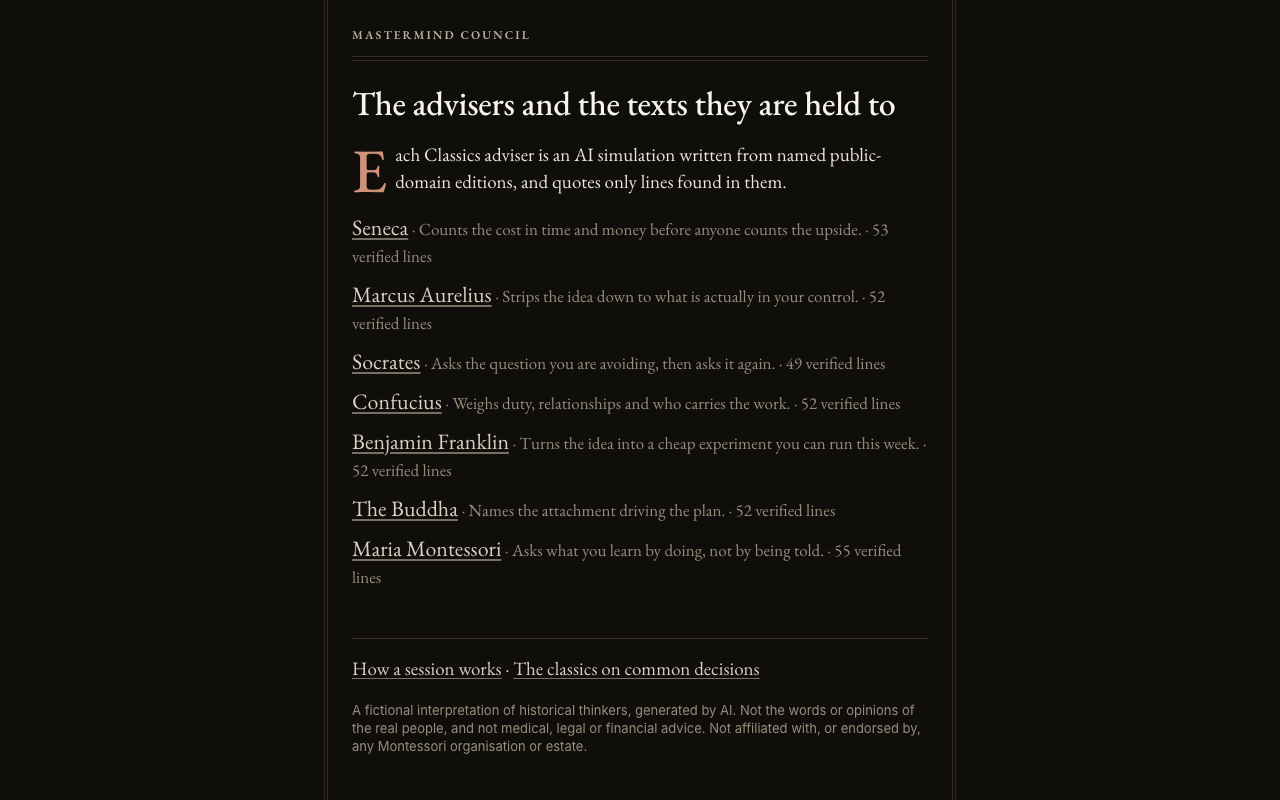 MASTERMIND COUNCIL
The advisers and the texts they are held to
Each Classics adviser is an AI simulation written from named public-
domain editions, and quotes only lines found in them.
Seneca · Counts the cost in time and money before anyone counts the upside. · 53
verified lines
Marcus Aurelius · Strips the idea down to what is actually in your control. · 52
verified lines
Socrates · Asks the question you are avoiding, then asks it again. · 49 verified lines
Confucius · Weighs duty, relationships and who carries the work. · 52 verified lines
Benjamin Franklin · Turns the idea into a cheap experiment you can run this week. ·
52 verified lines
The Buddha · Names the attachment driving the plan. · 52 verified lines
Maria Montessori · Asks what you learn by doing, not by being told. · 55 verified
lines
How a session works · The classics on common decisions
A fictional interpretation of historical thinkers, generated by AI. Not the words or opinions of
the real people, and not medical, legal or financial advice. Not affiliated with, or endorsed by,
any Montessori organisation or estate.